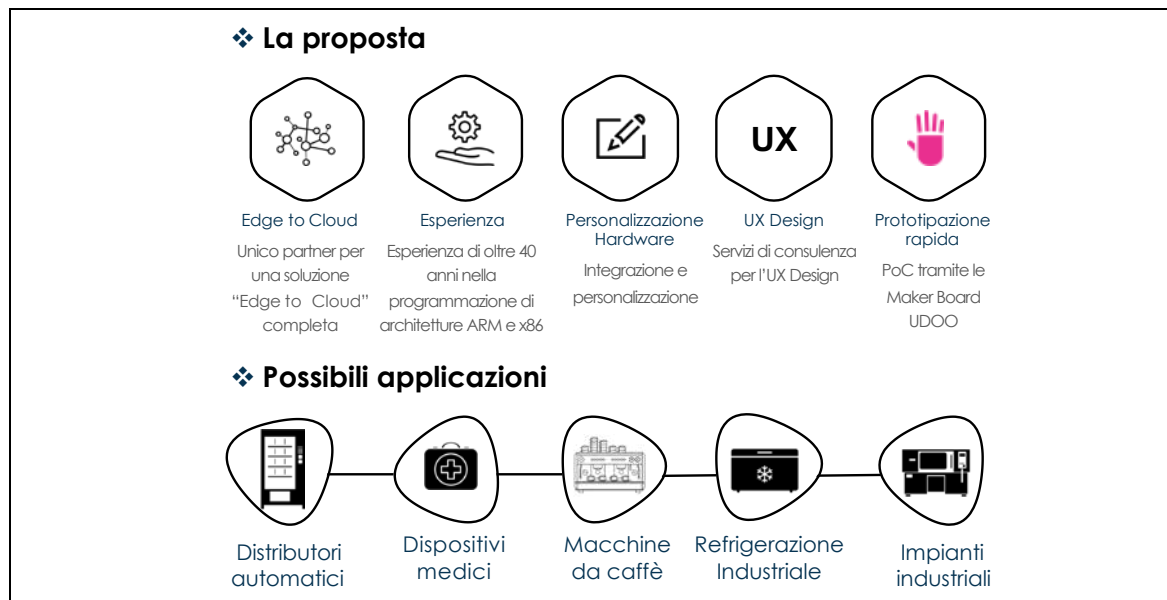 La proposta
UX
Edge to Cloud
Unico partner per
una soluzione
“Edge to Cloud”
completa
Esperienza
Esperienza di oltre 40
anni nella
programmazione di
architetture ARM e x86
Personalizzazione
Hardware
Integrazione e
personalizzazione
UX Design
Servizi di consulenza
per l’UX Design
Prototipazione
rapida
PoC tramite le
Maker Board
UDOO
Possibili applicazioni
Distributori
automatici
Dispositivi
medici
Macchine
da caffè
Refrigerazione
Industriale
Impianti
industriali